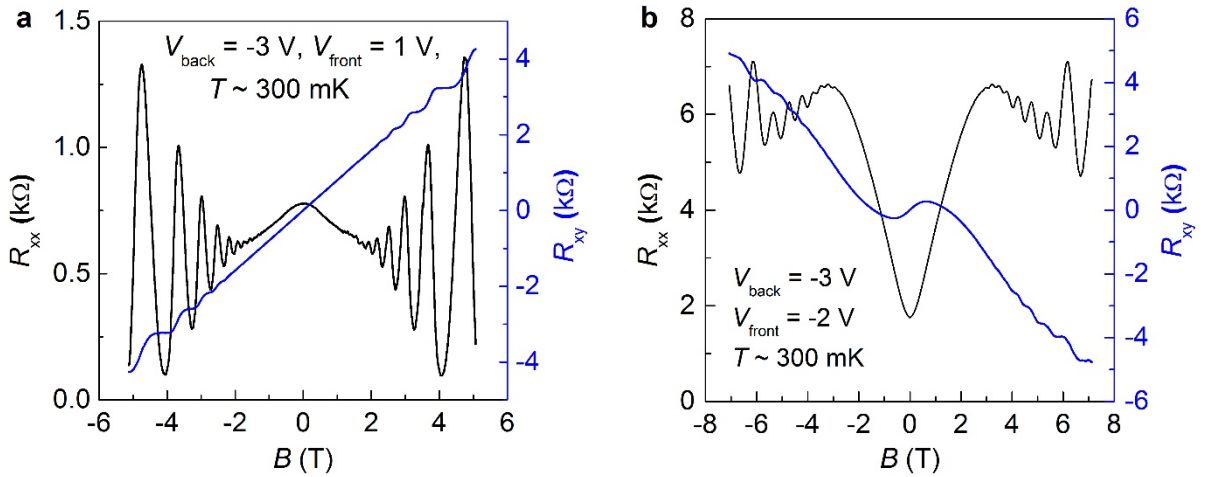 a
V_back = -3 V, V_front = 1 V,
T ~ 300 mK
R_xx (kΩ)
1.5
1.0
0.5
0.0
-6 -4 -2 0 2 4 6
B (T)
4
2
0
-2
-4
R_xy (kΩ)
b
R_xx (kΩ)
8
6
4
2
0
V_back = -3 V
V_front = -2 V
T ~ 300 mK
-8 -6 -4 -2 0 2 4 6 8
B (T)
6
4
2
0
-2
-4
-6
R_xy (kΩ)